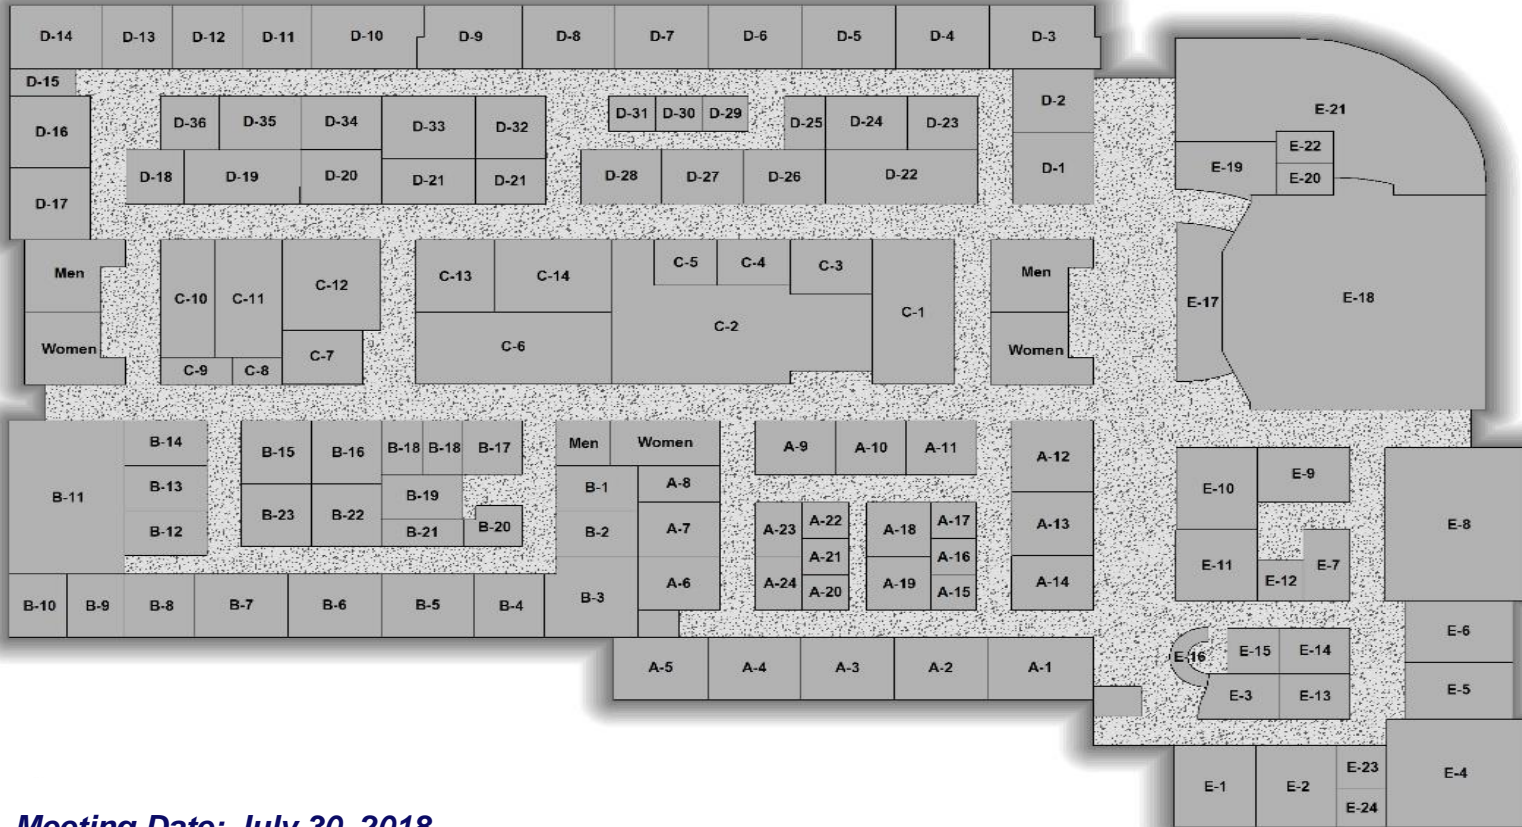 D-14 D-13 D-12 D-11 D-10 D-9 D-8 D-7 D-6 D-5 D-4 D-3
D-15
D-2
E-21
D-16 D-36 D-35 D-34 D-33 D-32 D-31 D-30 D-29 D-25 D-24 D-23
E-22
E-19
E-20
D-18 D-19 D-20 D-21 D-21 D-28 D-27 D-26 D-22 D-1
D-17
Men C-13 C-14 C-5 C-4 C-3 Men
C-10 C-11 C-12 E-17 E-18
C-2 C-1
Women C-7 C-6 Women
C-9 C-8
B-14 B-15 B-16 B-18 B-18 B-17 Men Women A-9 A-10 A-11 A-12
B-11 B-13 B-19 B-1 A-8 E-10 E-9
B-12 B-23 B-22 B-21 B-20 B-2 A-7 A-23 A-22 A-18 A-17 A-13 E-8
A-21 A-16 E-11 E-12 E-7
A-6 A-24 A-20 A-19 A-15 A-14
B-10 B-9 B-8 B-7 B-6 B-5 B-4 B-3
E-6
A-5 A-4 A-3 A-2 A-1 E-16 E-15 E-14
E-3 E-13 E-5
E-1 E-2 E-23 E-4
E-24
Meeting Date: July 30, 2018